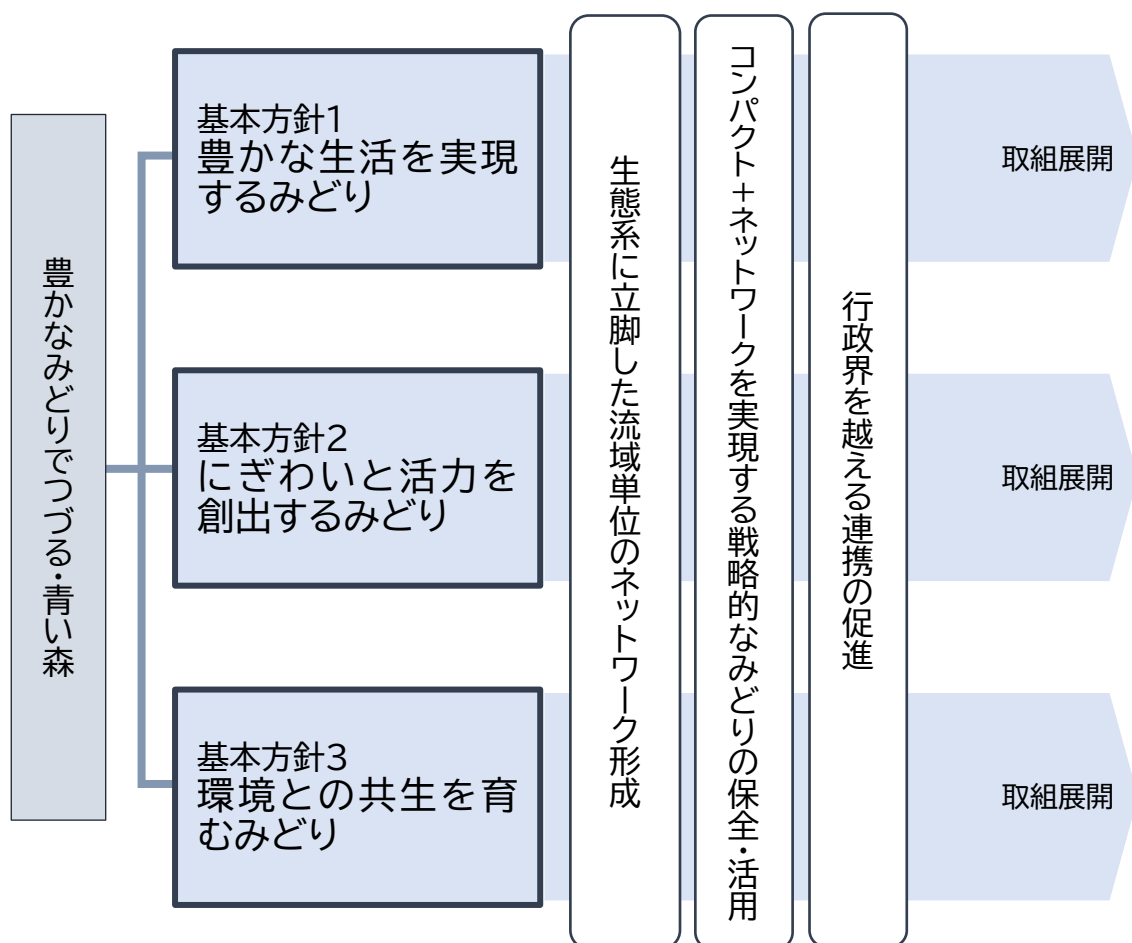 豊かなみどりでつづる・青い森
基本方針1
豊かな生活を実現
するみどり
基本方針2
にぎわいと活力を
創出するみどり
基本方針3
環境との共生を育
むみどり
生態系に立脚した流域単位のネットワーク形成
コンパクト+ネットワークを実現する戦略的なみどりの保全・活用
行政界を越える連携の促進
取組展開
取組展開
取組展開